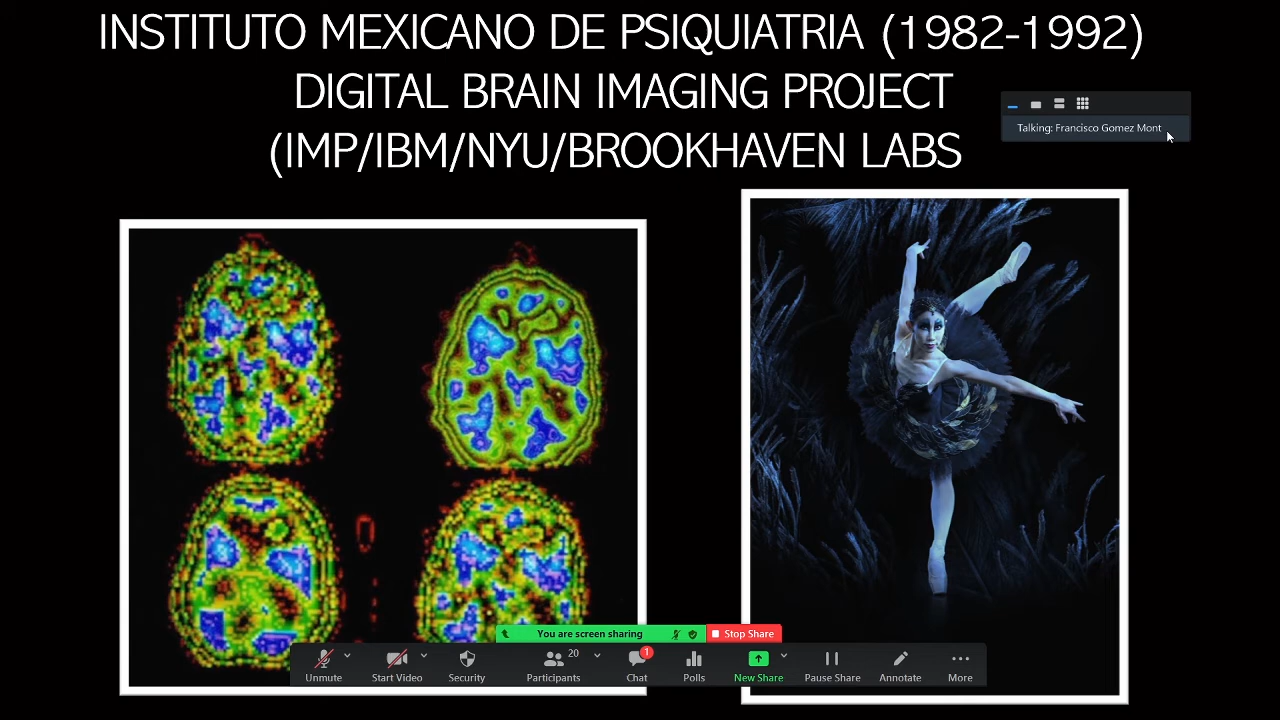 INSTITUTO MEXICANO DE PSIQUIATRIA (1982-1992)
DIGITAL BRAIN IMAGING PROJECT
(IMP/IBM/NYU/BROOKHAVEN LABS
Talking: Francisco Gomez Mont
You are screen sharing
Stop Share
20
1
Unmute
Start Video
Security
Participants
Chat
Polls
New Share
Pause Share
Annotate
More